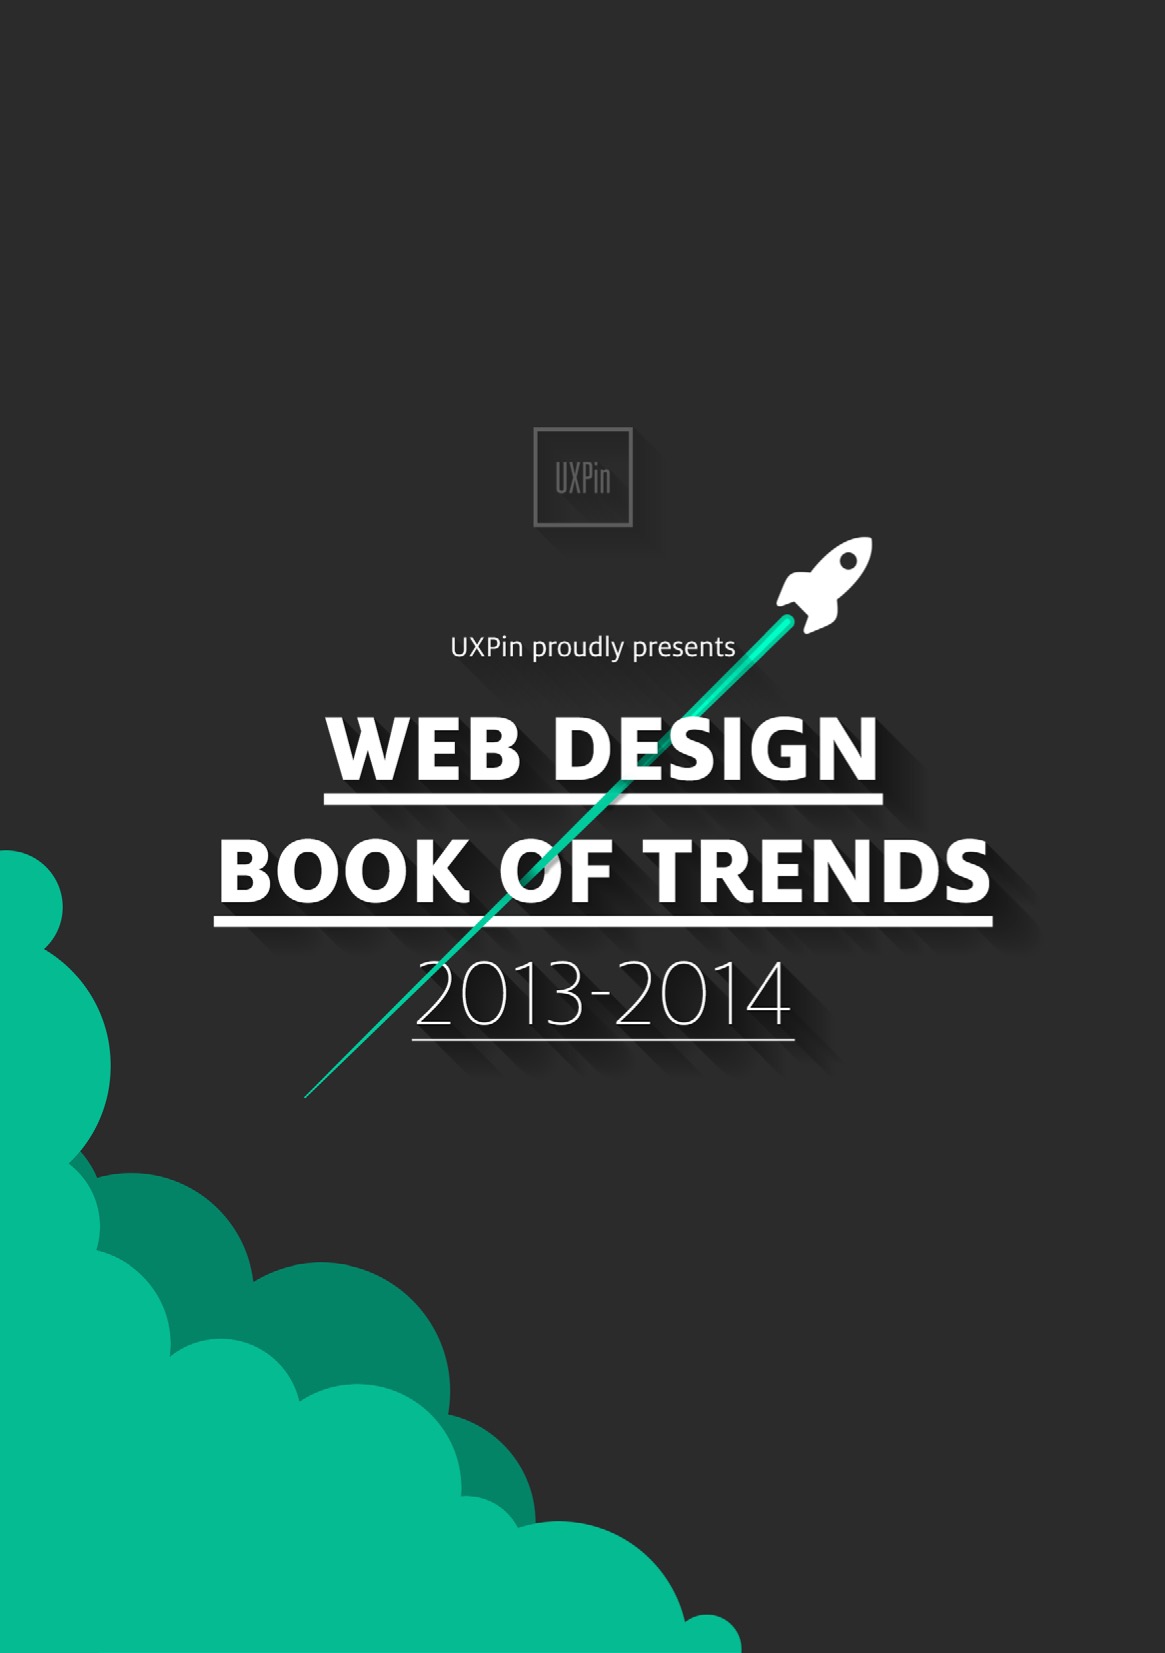 UXPin
UXPin proudly presents
WEB DESIGN
BOOK OF TRENDS
2013-2014